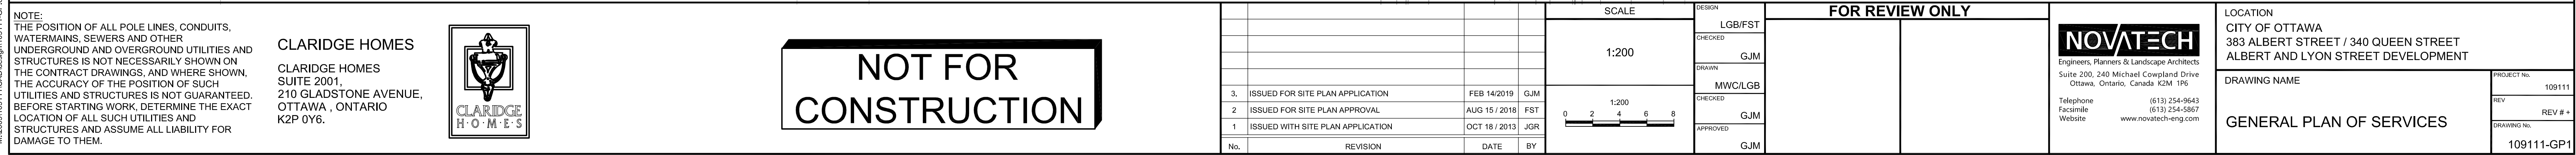 NOTE:
THE POSITION OF ALL POLE LINES, CONDUITS,
WATERMAINS, SEWERS AND OTHER
UNDERGROUND AND OVERGROUND UTILITIES AND
STRUCTURES IS NOT NECESSARILY SHOWN ON
THE CONTRACT DRAWINGS, AND WHERE SHOWN,
THE ACCURACY OF THE POSITION OF SUCH
UTILITIES AND STRUCTURES IS NOT GUARANTEED.
BEFORE STARTING WORK, DETERMINE THE EXACT
LOCATION OF ALL SUCH UTILITIES AND
STRUCTURES AND ASSUME ALL LIABILITY FOR
DAMAGE TO THEM.
CLARIDGE HOMES
CLARIDGE HOMES
SUITE 2001,
210 GLADSTONE AVENUE,
OTTAWA , ONTARIO
K2P 0Y6.
CLARIDGE
H·O·M·E·S
NOT FOR
CONSTRUCTION
3, ISSUED FOR SITE PLAN APPLICATION FEB 14/2019 GJM
2 ISSUED FOR SITE PLAN APPROVAL AUG 15 / 2018 FST
1 ISSUED WITH SITE PLAN APPLICATION OCT 18 / 2013 JGR
No. REVISION DATE BY
SCALE
1:200
1:200
0 2 4 6 8
DESIGN
LGB/FST
CHECKED
GJM
DRAWN
MWC/LGB
CHECKED
GJM
APPROVED
GJM
FOR REVIEW ONLY
NOVATECH
Engineers, Planners & Landscape Architects
Suite 200, 240 Michael Cowpland Drive
Ottawa, Ontario, Canada K2M 1P6
Telephone (613) 254-9643
Facsimile (613) 254-5867
Website www.novatech-eng.com
LOCATION
CITY OF OTTAWA
383 ALBERT STREET / 340 QUEEN STREET
ALBERT AND LYON STREET DEVELOPMENT
DRAWING NAME
GENERAL PLAN OF SERVICES
PROJECT No.
109111
REV
REV # +
DRAWING No.
109111-GP1